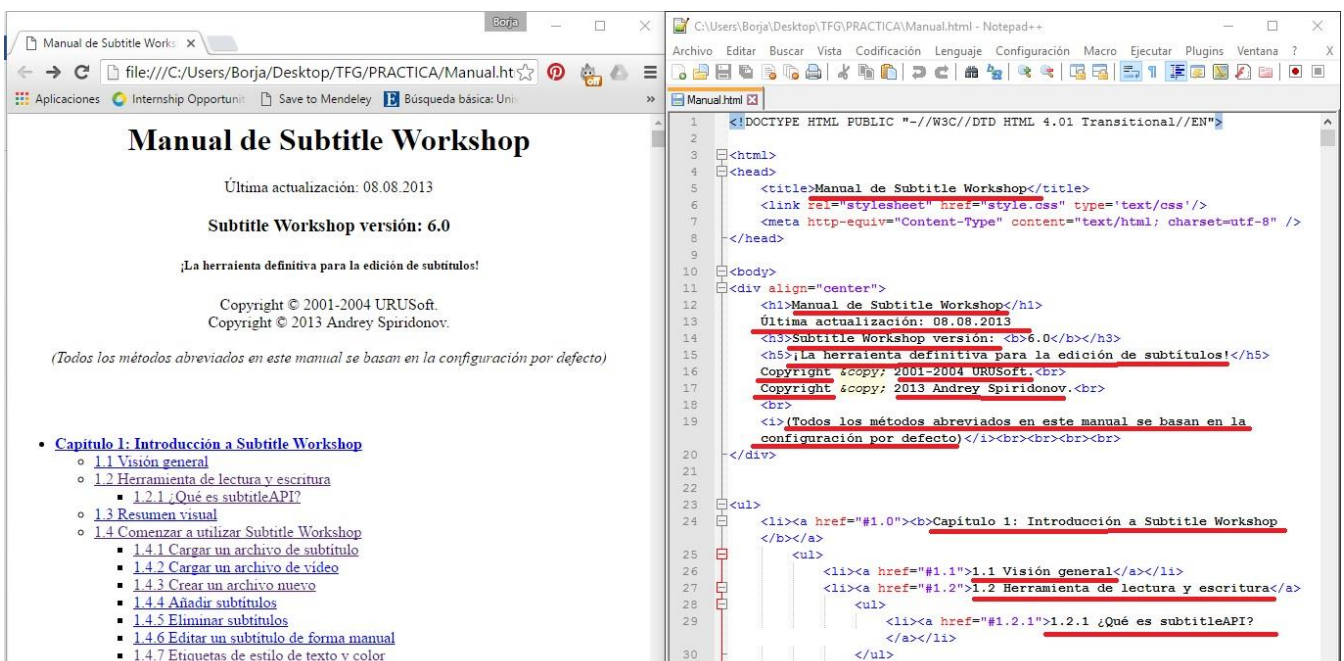 Borja
Manual de Subtitle Works
file:///C:/Users/Borja/Desktop/TFG/PRACTICA/Manual.ht
Aplicaciones Internship Opportunit Save to Mendeley Búsqueda básica: Uni »
Manual de Subtitle Workshop
Última actualización: 08.08.2013
Subtitle Workshop versión: 6.0
¡La herraienta definitiva para la edición de subtítulos!
Copyright © 2001-2004 URUSoft.
Copyright © 2013 Andrey Spiridonov.
(Todos los métodos abreviados en este manual se basan en la configuración por defecto)
Capítulo 1: Introducción a Subtitle Workshop
1.1 Visión general
1.2 Herramienta de lectura y escritura
1.2.1 ¿Qué es subtitleAPI?
1.3 Resumen visual
1.4 Comenzar a utilizar Subtitle Workshop
1.4.1 Cargar un archivo de subtítulo
1.4.2 Cargar un archivo de vídeo
1.4.3 Crear un archivo nuevo
1.4.4 Añadir subtítulos
1.4.5 Eliminar subtítulos
1.4.6 Editar un subtítulo de forma manual
1.4.7 Etiquetas de estilo de texto y color
C:\Users\Borja\Desktop\TFG\PRACTICA\Manual.html - Notepad++
Archivo Editar Buscar Vista Codificación Lenguaje Configuración Macro Ejecutar Plugins Ventana ? X
Manual.html
1 <!DOCTYPE HTML PUBLIC "-//W3C//DTD HTML 4.01 Transitional//EN">
2
3 <html>
4 <head>
5 <title>Manual de Subtitle Workshop</title>
6 <link rel="stylesheet" href="style.css" type='text/css'/>
7 <meta http-equiv="Content-Type" content="text/html; charset=utf-8" />
8 </head>
9
10 <body>
11 <div align="center">
12 <h1>Manual de Subtitle Workshop</h1>
13 Última actualización: 08.08.2013
14 <h3>Subtitle Workshop versión: <b>6.0</b></h3>
15 <h5>¡La herraienta definitiva para la edición de subtítulos!</h5>
16 Copyright &copy; 2001-2004 URUSoft.<br>
17 Copyright &copy; 2013 Andrey Spiridonov.<br>
18 <br>
19 <i>(Todos los métodos abreviados en este manual se basan en la
configuración por defecto)</i><br><br><br><br>
20 </div>
21
22
23 <ul>
24 <li><a href="#1.0"><b>Capítulo 1: Introducción a Subtitle Workshop
</b></a>
25 <ul>
26 <li><a href="#1.1">1.1 Visión general</a></li>
27 <li><a href="#1.2">1.2 Herramienta de lectura y escritura</a>
28 <ul>
29 <li><a href="#1.2.1">1.2.1 ¿Qué es subtitleAPI?
</a></li>
30 </ul>